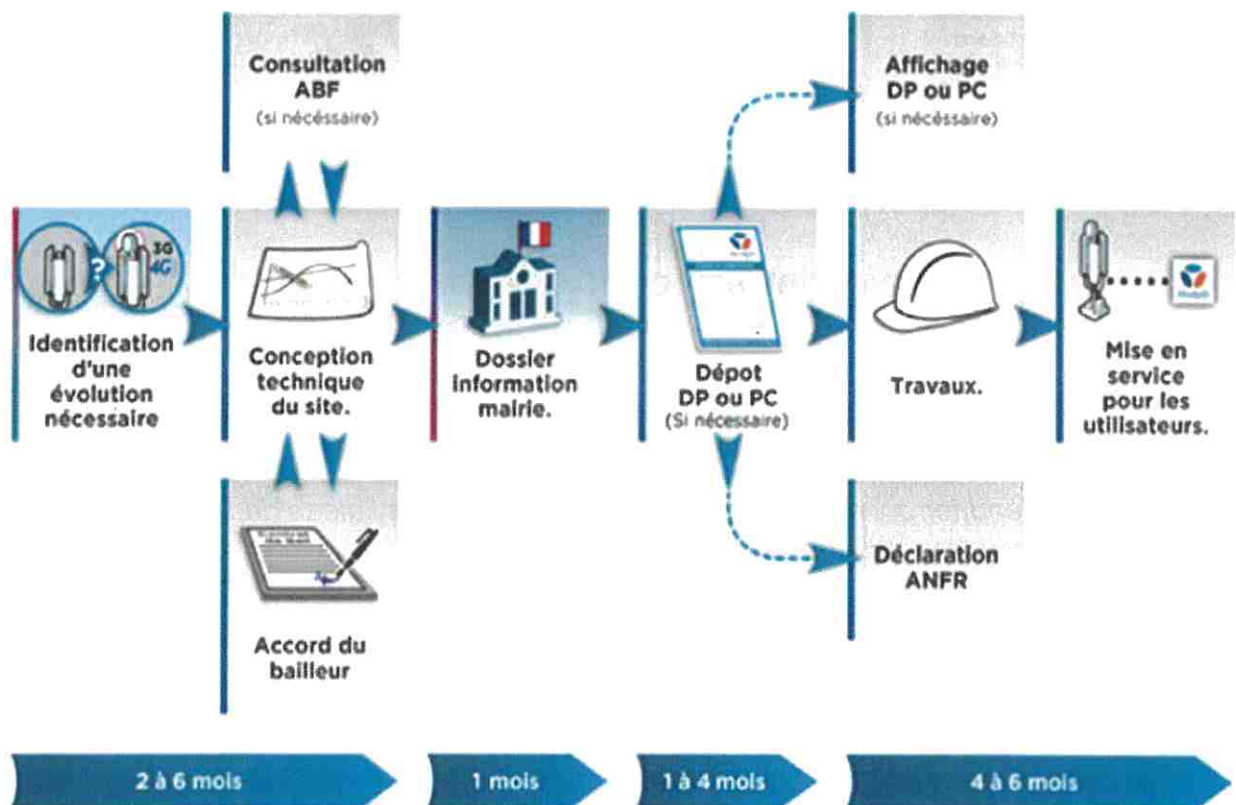 Consultation
ABF
(si nécéssaire)
Affichage
DP ou PC
(si nécéssaire)
?
3G
4G
Identification
d'une
évolution
nécessaire
Conception
technique
du site.
Dossier
information
mairie.
Dépot
DP ou PC
(Si nécessaire)
Travaux.
Mise en
service
pour les
utilisateurs.
Accord du
bailleur
Déclaration
ANFR
2 à 6 mois
1 mois
1 à 4 mois
4 à 6 mois